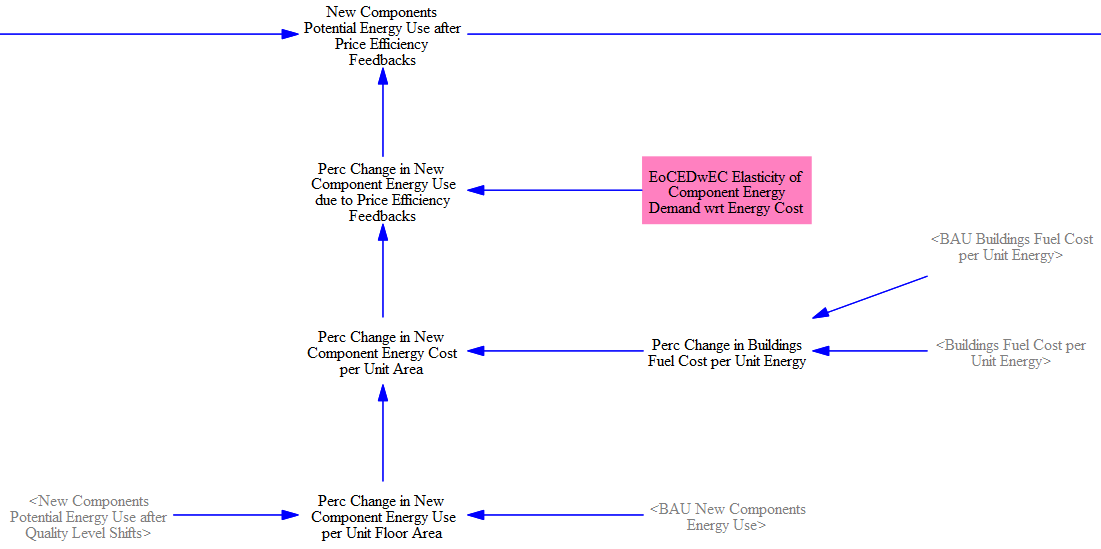 New Components
Potential Energy Use after
Price Efficiency
Feedbacks
Perc Change in New
Component Energy Use
due to Price Efficiency
Feedbacks
EoCEDwEC Elasticity of
Component Energy
Demand wrt Energy Cost
<BAU Buildings Fuel Cost
per Unit Energy>
Perc Change in New
Component Energy Cost
per Unit Area
Perc Change in Buildings
Fuel Cost per Unit Energy
<Buildings Fuel Cost per
Unit Energy>
<New Components
Potential Energy Use after
Quality Level Shifts>
Perc Change in New
Component Energy Use
per Unit Floor Area
<BAU New Components
Energy Use>